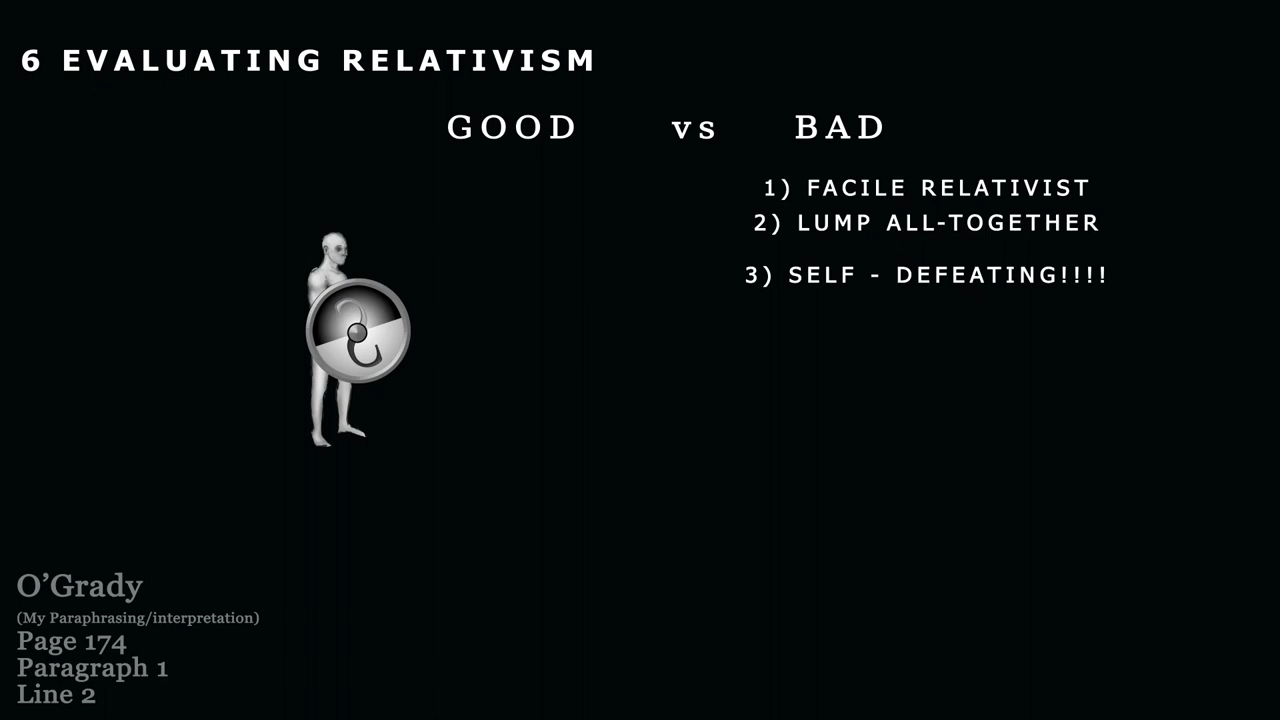 6 EVALUATING RELATIVISM
GOOD vs BAD
1) FACILE RELATIVIST
2) LUMP ALL-TOGETHER
3) SELF - DEFEATING!!!!
O'Grady
(My Paraphrasing/interpretation)
Page 174
Paragraph 1
Line 2